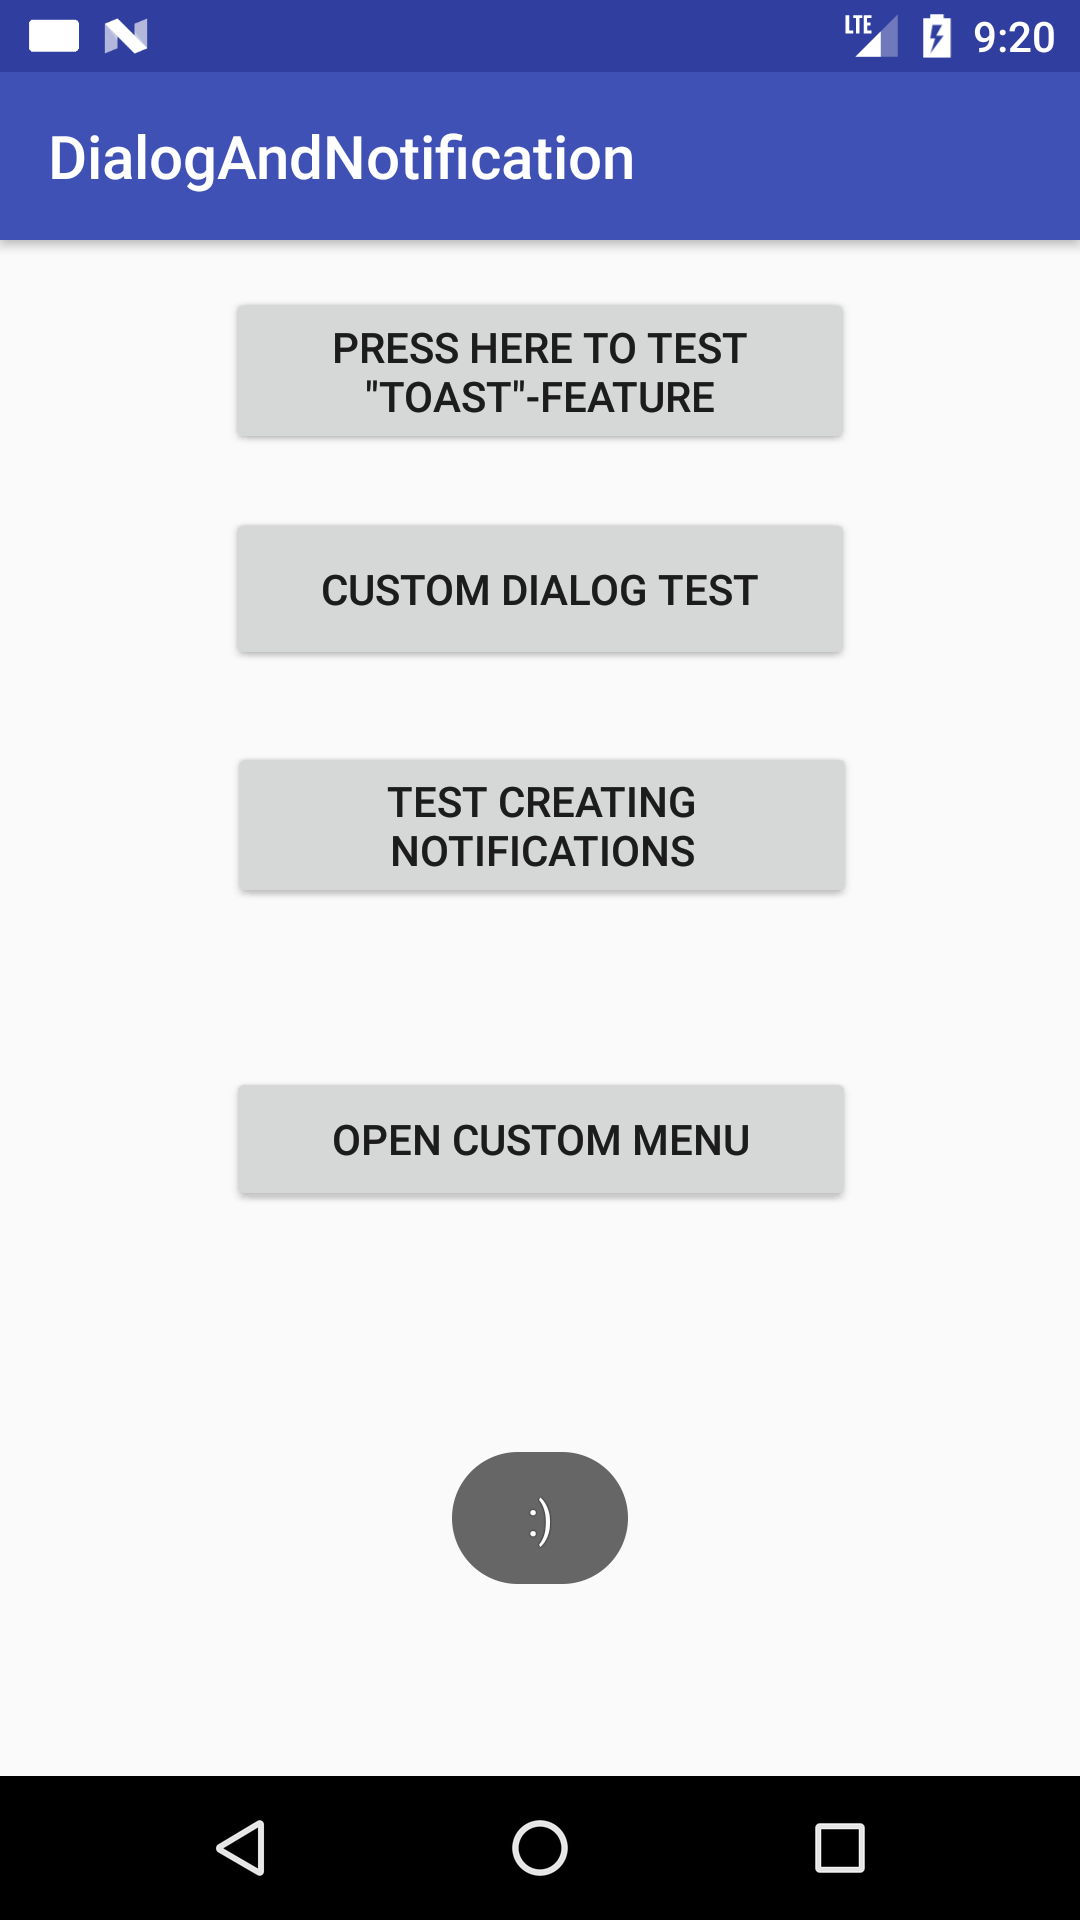 LTE 9:20
DialogAndNotification
PRESS HERE TO TEST
"TOAST"-FEATURE
CUSTOM DIALOG TEST
TEST CREATING
NOTIFICATIONS
OPEN CUSTOM MENU
:)